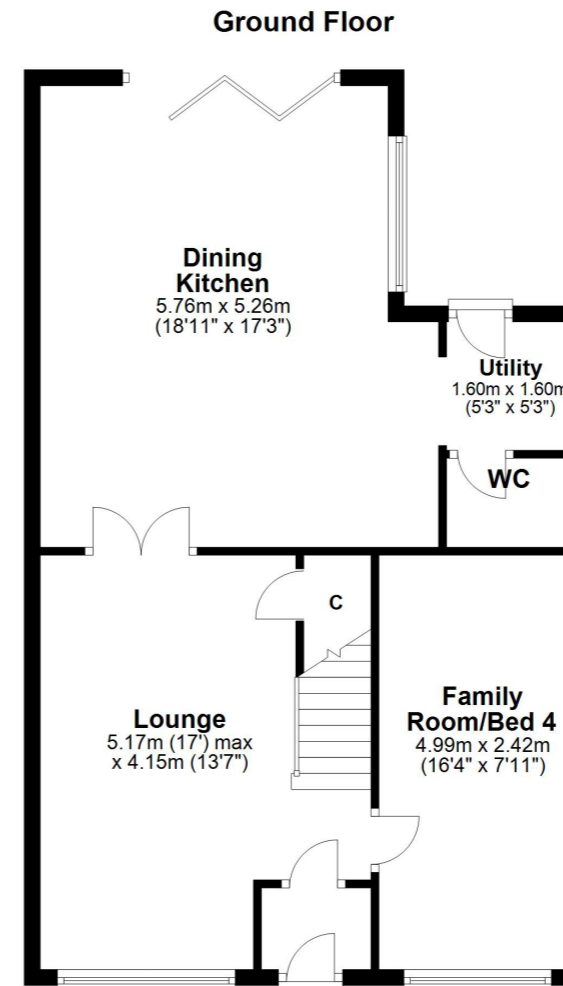 Ground Floor
Dining
Kitchen
5.76m x 5.26m
(18'11" x 17'3")
Utility
1.60m x 1.60m
(5'3" x 5'3")
WC
C
Lounge
5.17m (17') max
x 4.15m (13'7")
Family
Room/Bed 4
4.99m x 2.42m
(16'4" x 7'11")